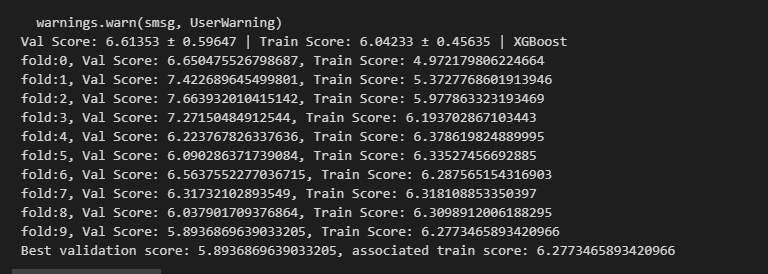 warnings.warn(smsg, UserWarning)
Val Score: 6.61353 ± 0.59647 | Train Score: 6.04233 ± 0.45635 | XGBoost
fold:0, Val Score: 6.650475526798687, Train Score: 4.972179806224664
fold:1, Val Score: 7.422689645499801, Train Score: 5.3727768601913946
fold:2, Val Score: 7.663932010415142, Train Score: 5.977863323193469
fold:3, Val Score: 7.27150484912544, Train Score: 6.193702867103443
fold:4, Val Score: 6.223767826337636, Train Score: 6.378619824889995
fold:5, Val Score: 6.090286371739084, Train Score: 6.33527456692885
fold:6, Val Score: 6.5637552277036715, Train Score: 6.287565154316903
fold:7, Val Score: 6.31732102893549, Train Score: 6.318108853350397
fold:8, Val Score: 6.037901709376864, Train Score: 6.3098912006188295
fold:9, Val Score: 5.8936869639033205, Train Score: 6.2773465893420966
Best validation score: 5.8936869639033205, associated train score: 6.2773465893420966